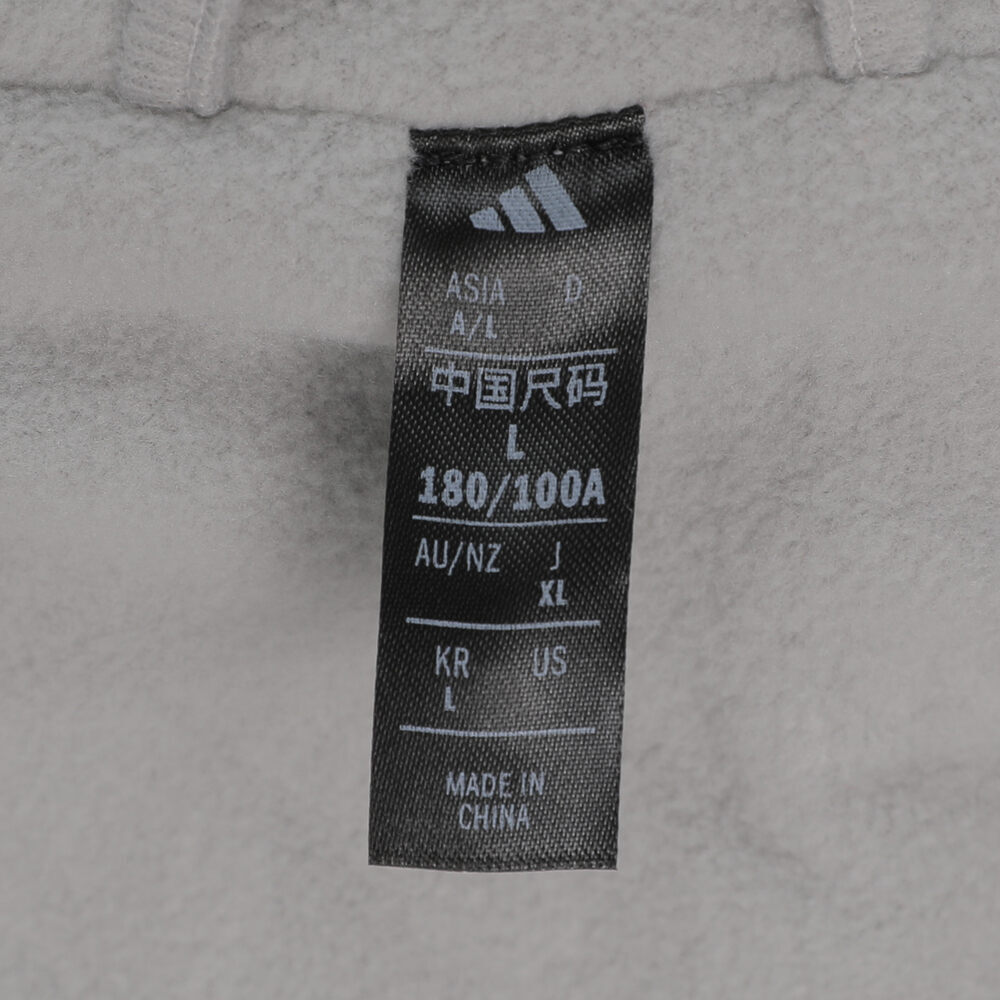 ASIA D
A/L
中国尺码
L
180/100A
AU/NZ J
XL
KR US
L
MADE IN
CHINA